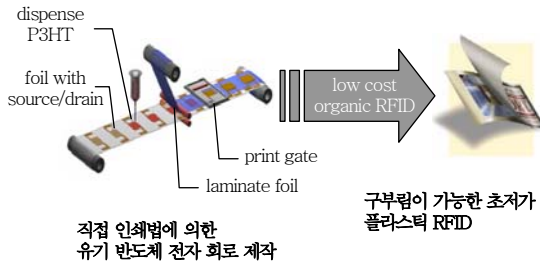 dispense
P3HT
foil with
source/drain
low cost
organic RFID
print gate
laminate foil
직접 인쇄법에 의한
유기 반도체 전자 회로 제작
구부림이 가능한 초저가
플라스틱 RFID